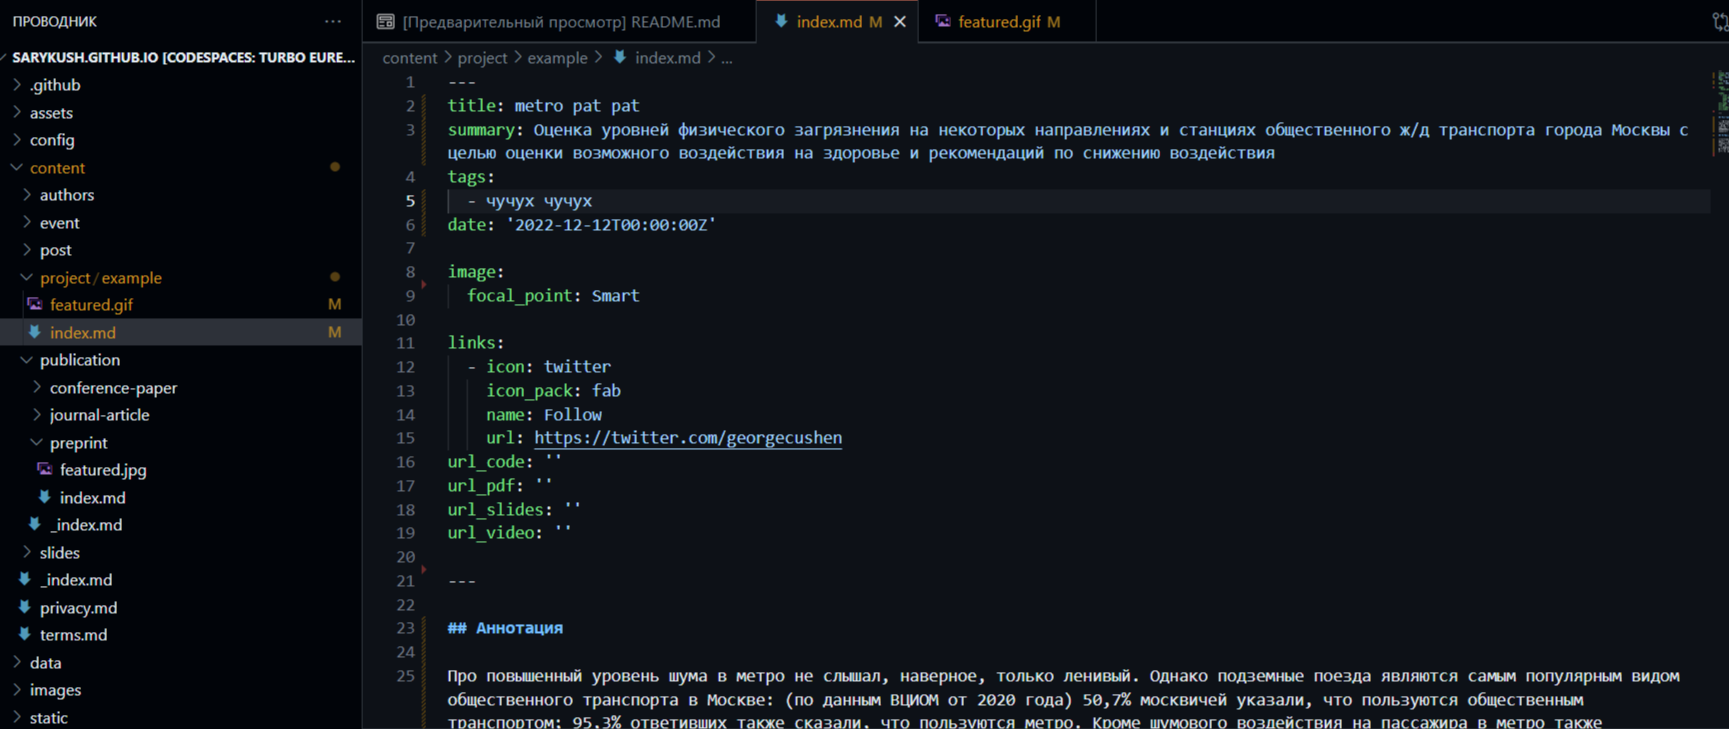 ПРОВОДНИК ...
SARYKUSH.GITHUB.IO [CODESPACES: TURBO EURE...
.github
assets
config
content
authors
event
post
project / example
featured.gif M
index.md M
publication
conference-paper
journal-article
preprint
featured.jpg
index.md
_index.md
slides
_index.md
privacy.md
terms.md
data
images
static
[Предварительный просмотр] README.md
index.md M
featured.gif M
content > project > example > index.md > ...
1 ---
2 title: metro pat pat
3 summary: Оценка уровней физического загрязнения на некоторых направлениях и станциях общественного ж/д транспорта города Москвы с
целью оценки возможного воздействия на здоровье и рекомендаций по снижению воздействия
4 tags:
5 - чучух чучух
6 date: '2022-12-12T00:00:00Z'
7
8 image:
9 focal_point: Smart
10
11 links:
12 - icon: twitter
13 icon_pack: fab
14 name: Follow
15 url: https://twitter.com/georgecushen
16 url_code: ''
17 url_pdf: ''
18 url_slides: ''
19 url_video: ''
20
21 ---
22
23 ## Аннотация
24
25 Про повышенный уровень шума в метро не слышал, наверное, только ленивый. Однако подземные поезда являются самым популярным видом
общественного транспорта в Москве: (по данным ВЦИОМ от 2020 года) 50,7% москвичей указали, что пользуются общественным
транспортом; 95,3% ответивших также сказали, что пользуются метро. Кроме шумового воздействия на пассажира в метро также